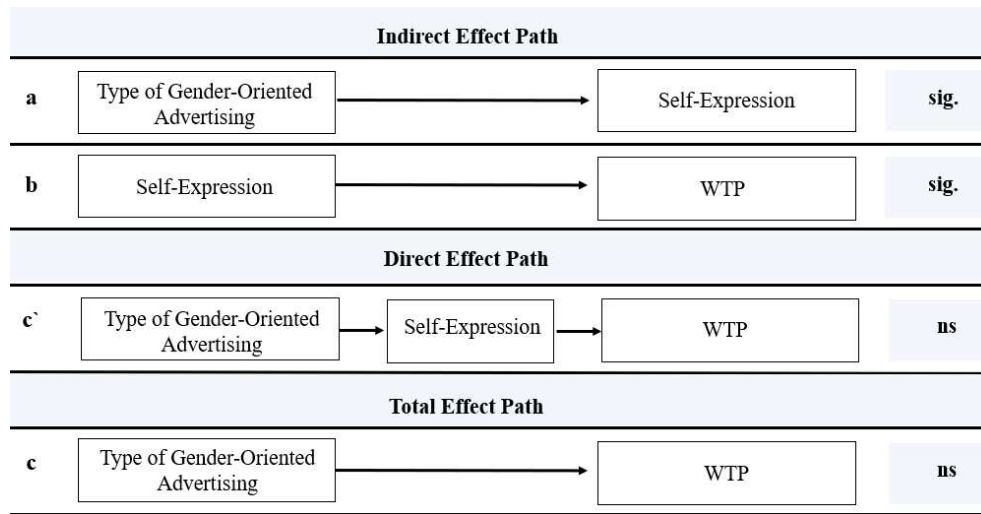 Indirect Effect Path
a
Type of Gender-Oriented
Advertising
Self-Expression
sig.
b
Self-Expression
WTP
sig.
Direct Effect Path
c`
Type of Gender-Oriented
Advertising
Self-Expression
WTP
ns
Total Effect Path
c
Type of Gender-Oriented
Advertising
WTP
ns